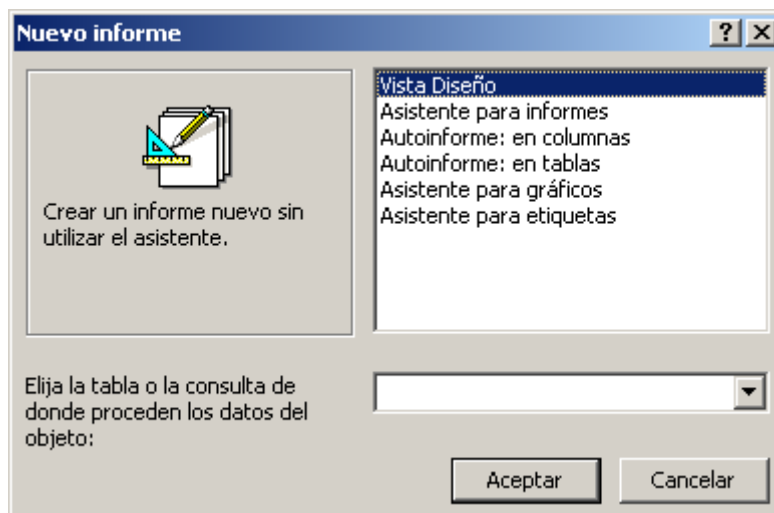 Nuevo informe
Vista Diseño
Asistente para informes
Autoinforme: en columnas
Autoinforme: en tablas
Asistente para gráficos
Asistente para etiquetas
Crear un informe nuevo sin
utilizar el asistente.
Elija la tabla o la consulta de
donde proceden los datos del
objeto:
Aceptar
Cancelar